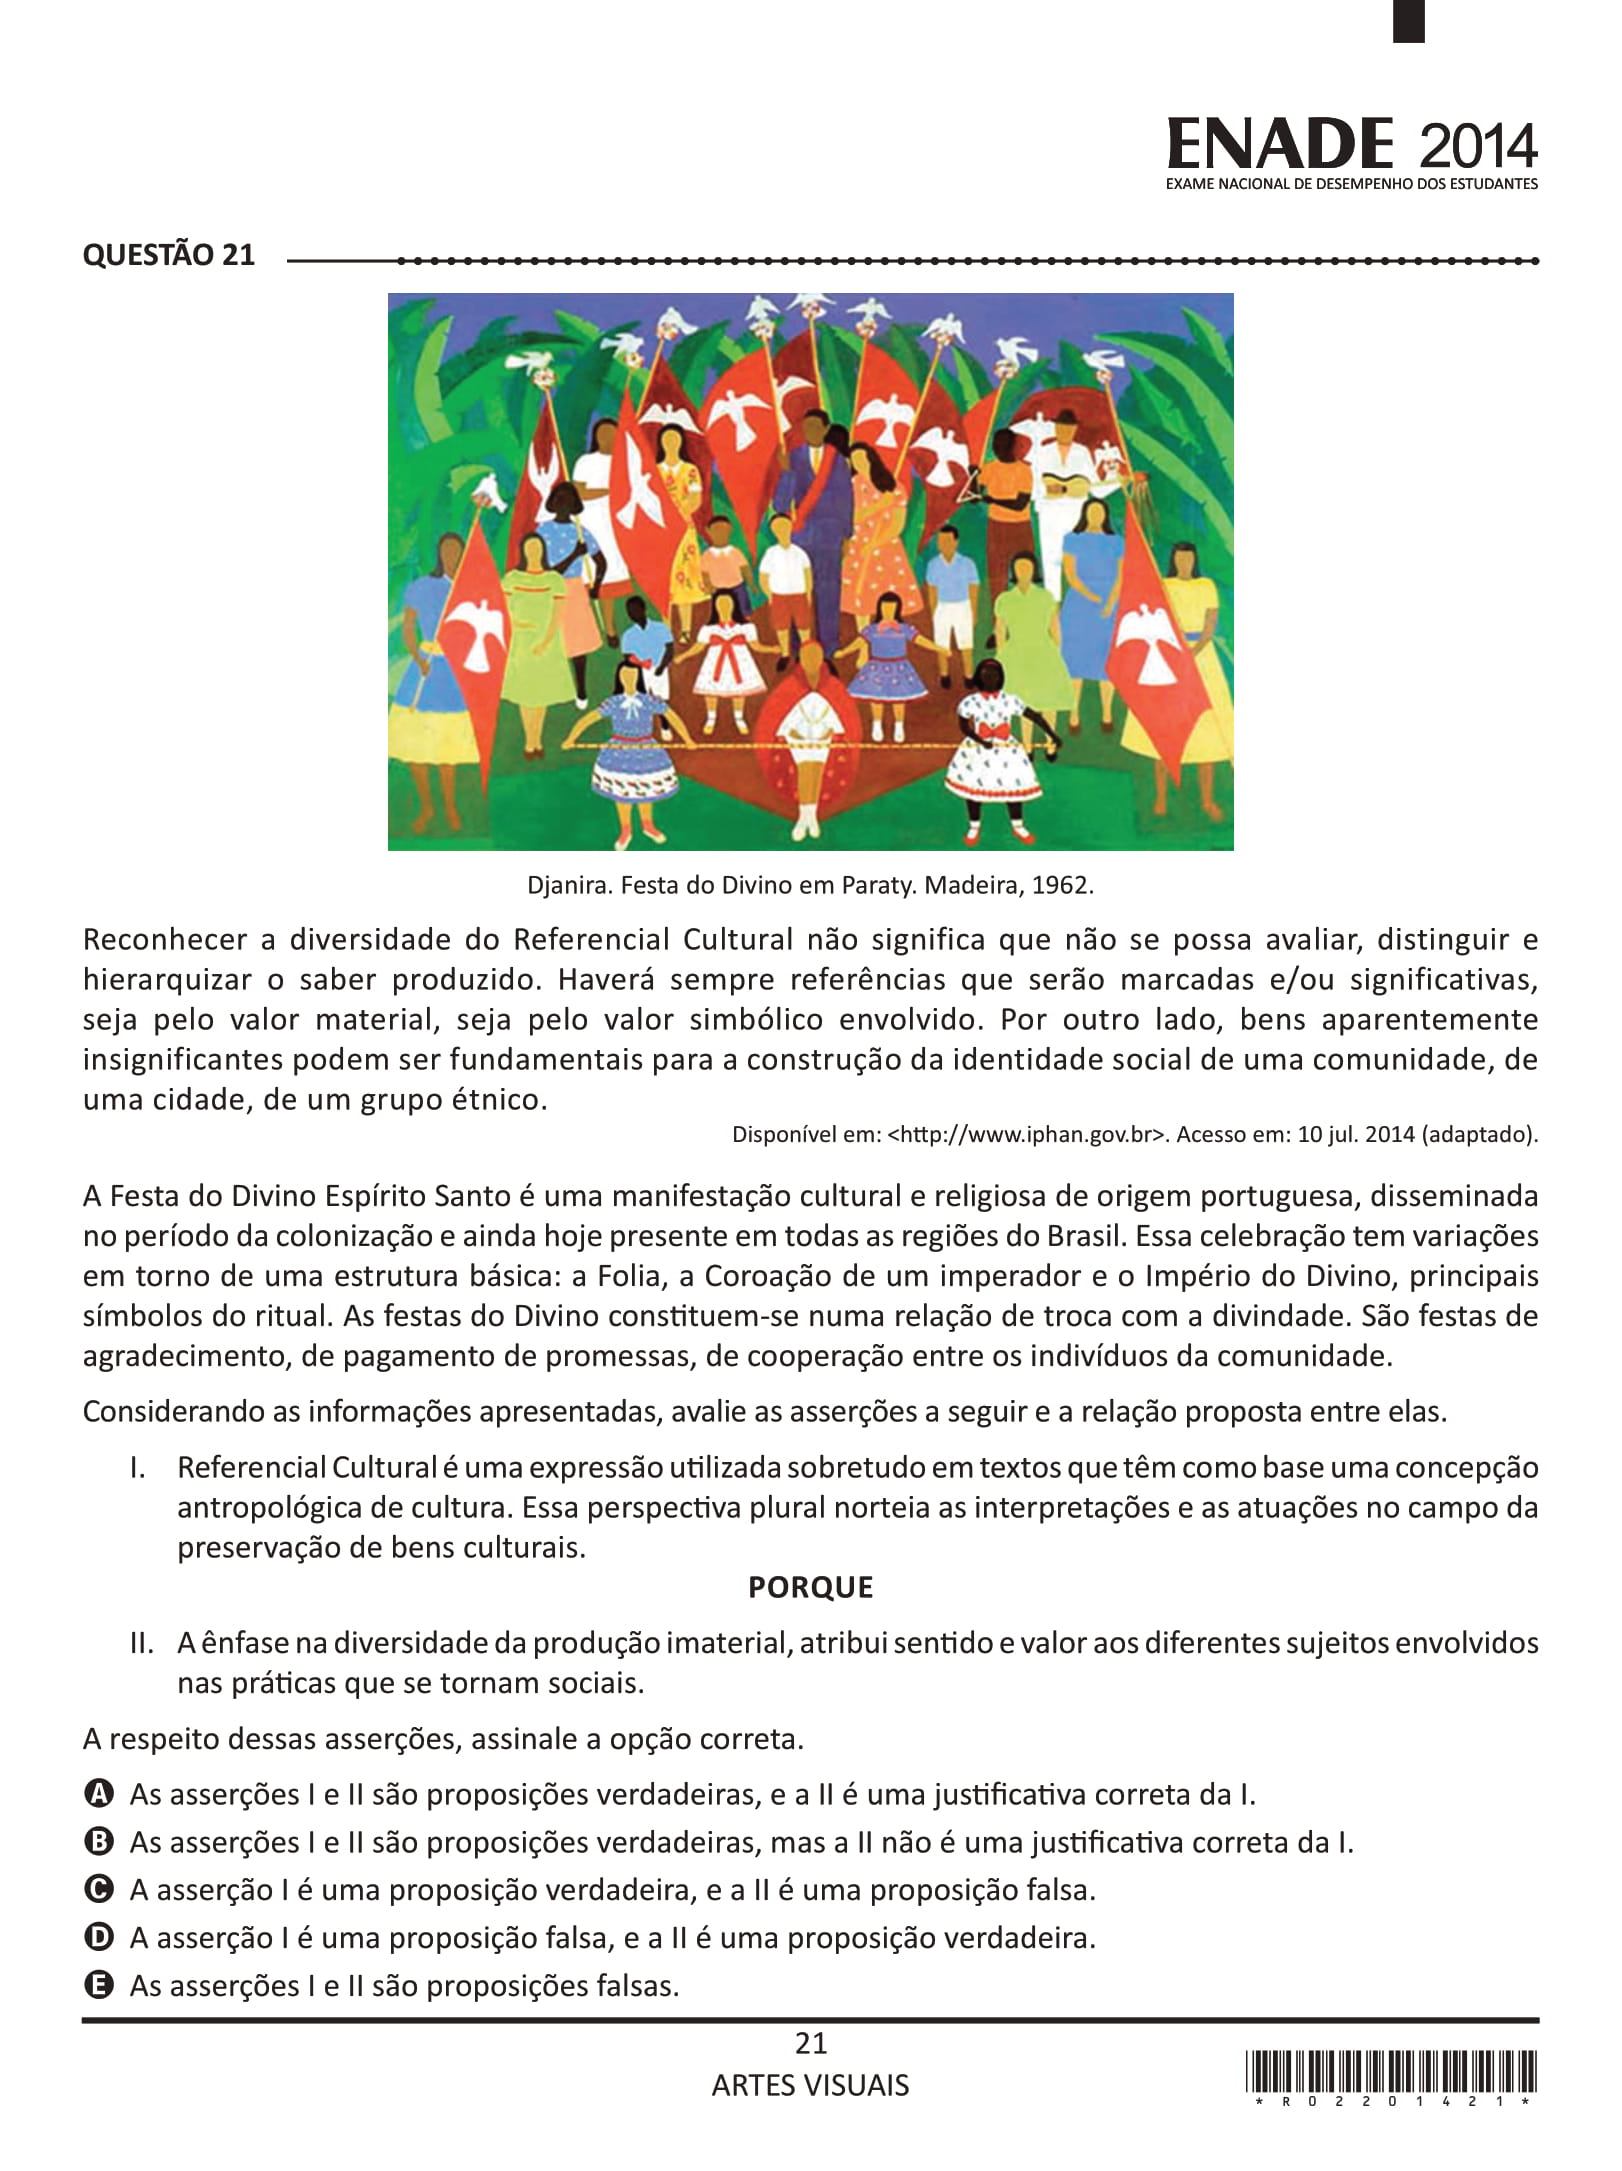 ENADE 2014
EXAME NACIONAL DE DESEMPENHO DOS ESTUDANTES
QUESTÃO 21
Djanira. Festa do Divino em Paraty. Madeira, 1962.
Reconhecer a diversidade do Referencial Cultural não significa que não se possa avaliar, distinguir e
hierarquizar o saber produzido. Haverá sempre referências que serão marcadas e/ou significativas,
seja pelo valor material, seja pelo valor simbólico envolvido. Por outro lado, bens aparentemente
insignificantes podem ser fundamentais para a construção da identidade social de uma comunidade, de
uma cidade, de um grupo étnico.
Disponível em: <http://www.iphan.gov.br>. Acesso em: 10 jul. 2014 (adaptado).
A Festa do Divino Espírito Santo é uma manifestação cultural e religiosa de origem portuguesa, disseminada
no período da colonização e ainda hoje presente em todas as regiões do Brasil. Essa celebração tem variações
em torno de uma estrutura básica: a Folia, a Coroação de um imperador e o Império do Divino, principais
símbolos do ritual. As festas do Divino constituem-se numa relação de troca com a divindade. São festas de
agradecimento, de pagamento de promessas, de cooperação entre os indivíduos da comunidade.
Considerando as informações apresentadas, avalie as asserções a seguir e a relação proposta entre elas.
I. Referencial Cultural é uma expressão utilizada sobretudo em textos que têm como base uma concepção
antropológica de cultura. Essa perspectiva plural norteia as interpretações e as atuações no campo da
preservação de bens culturais.
PORQUE
II. A ênfase na diversidade da produção imaterial, atribui sentido e valor aos diferentes sujeitos envolvidos
nas práticas que se tornam sociais.
A respeito dessas asserções, assinale a opção correta.
A As asserções I e II são proposições verdadeiras, e a II é uma justificativa correta da I.
B As asserções I e II são proposições verdadeiras, mas a II não é uma justificativa correta da I.
C A asserção I é uma proposição verdadeira, e a II é uma proposição falsa.
D A asserção I é uma proposição falsa, e a II é uma proposição verdadeira.
E As asserções I e II são proposições falsas.
21
ARTES VISUAIS
* R 0 2 2 0 1 4 2 1 *